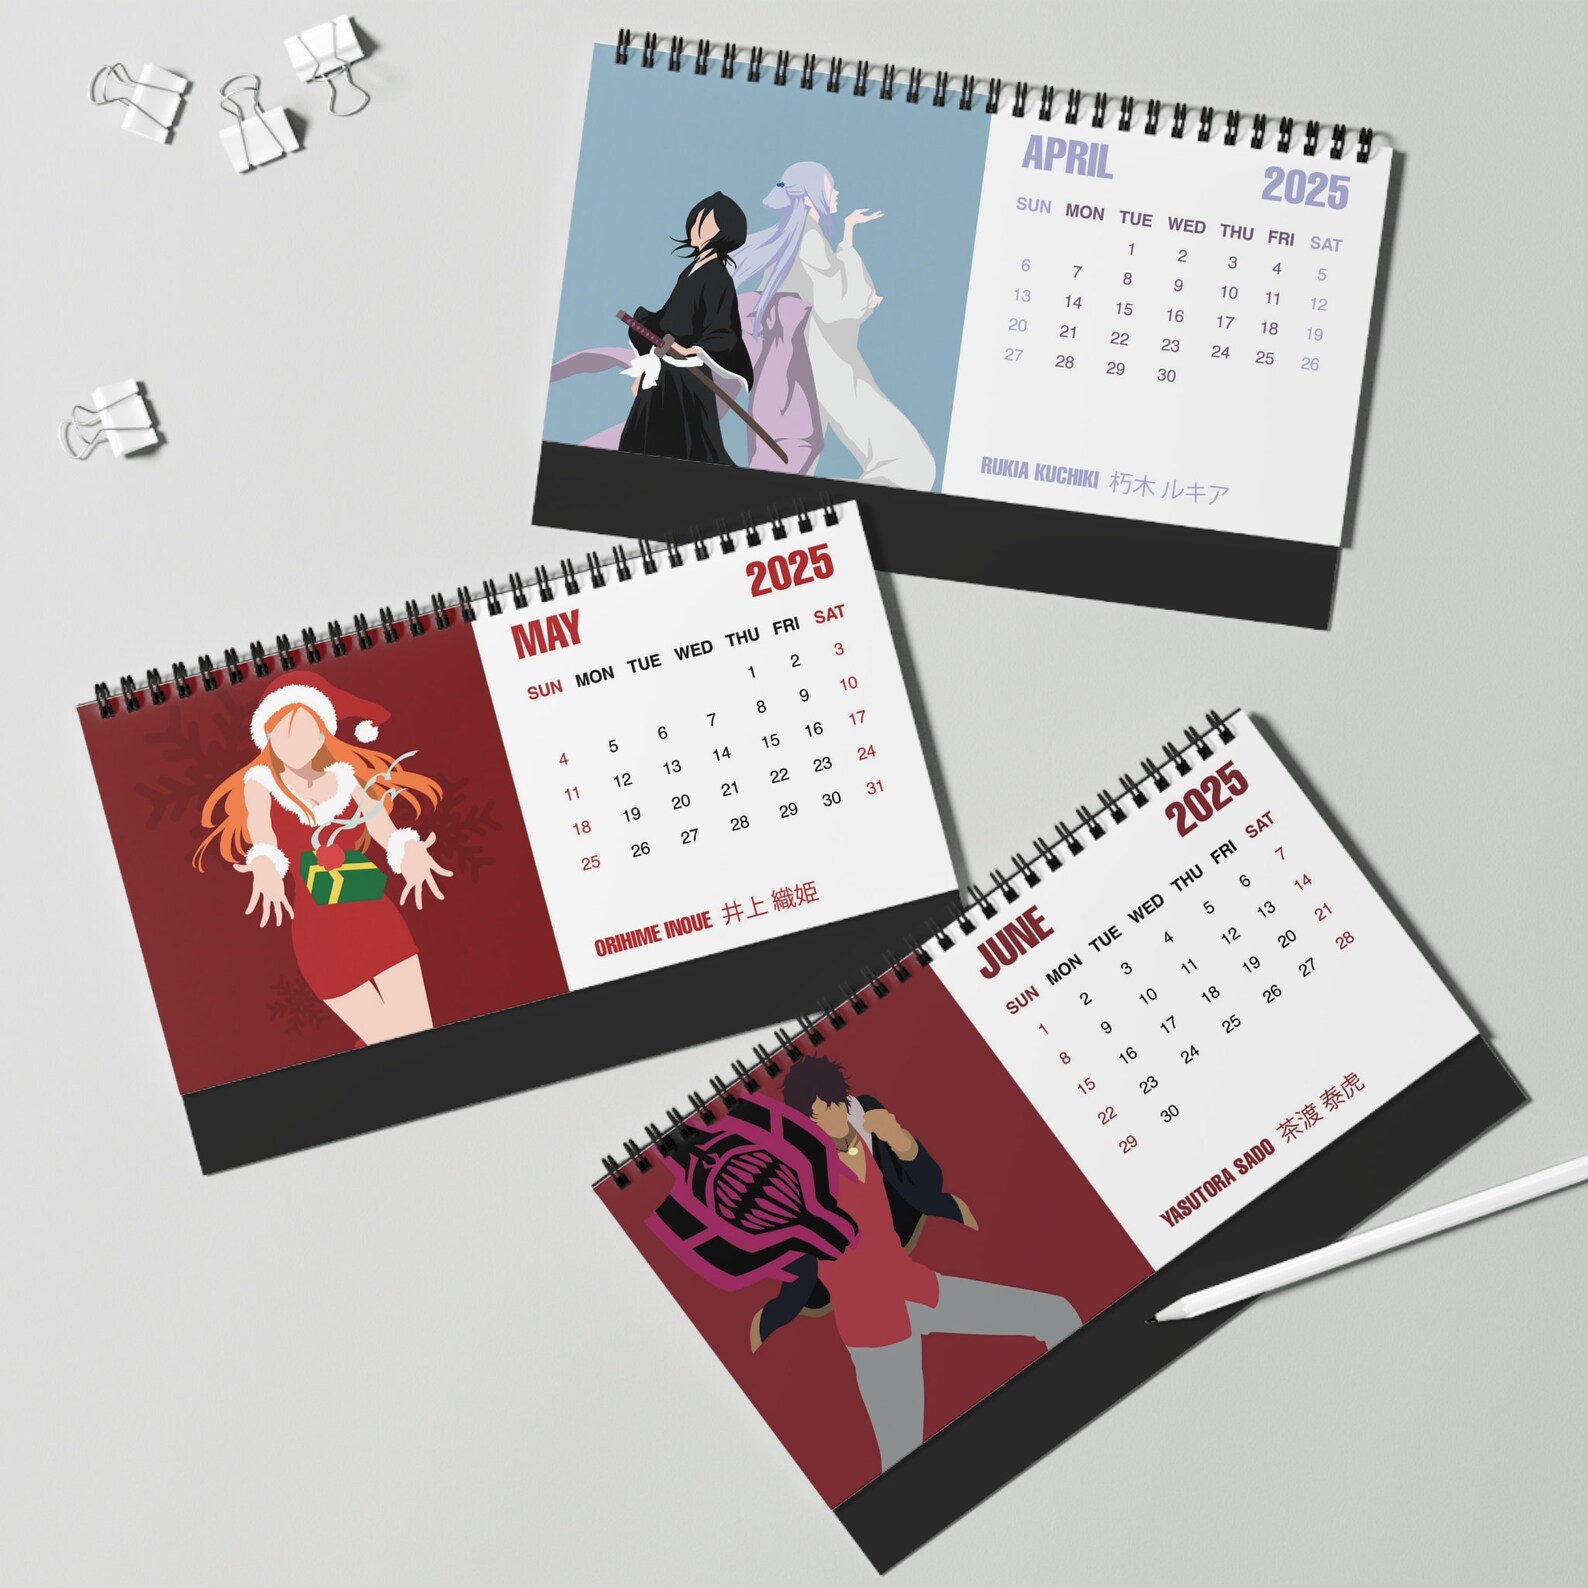 APRIL
2025
SUN MON TUE WED THU FRI SAT
1 2 3 4 5
6 7 8 9 10 11 12
13 14 15 16 17 18 19
20 21 22 23 24 25 26
27 28 29 30
RUKIA KUCHIKI 朽木 ルキア
MAY
2025
SUN MON TUE WED THU FRI SAT
1 2 3
4 5 6 7 8 9 10
11 12 13 14 15 16 17
18 19 20 21 22 23 24
25 26 27 28 29 30 31
ORIHIME INOUE 井上 織姫
JUNE
2025
SUN MON TUE WED THU FRI SAT
1 2 3 4 5 6 7
8 9 10 11 12 13 14
15 16 17 18 19 20 21
22 23 24 25 26 27 28
29 30
YASUTORA SADO 茶渡 泰虎